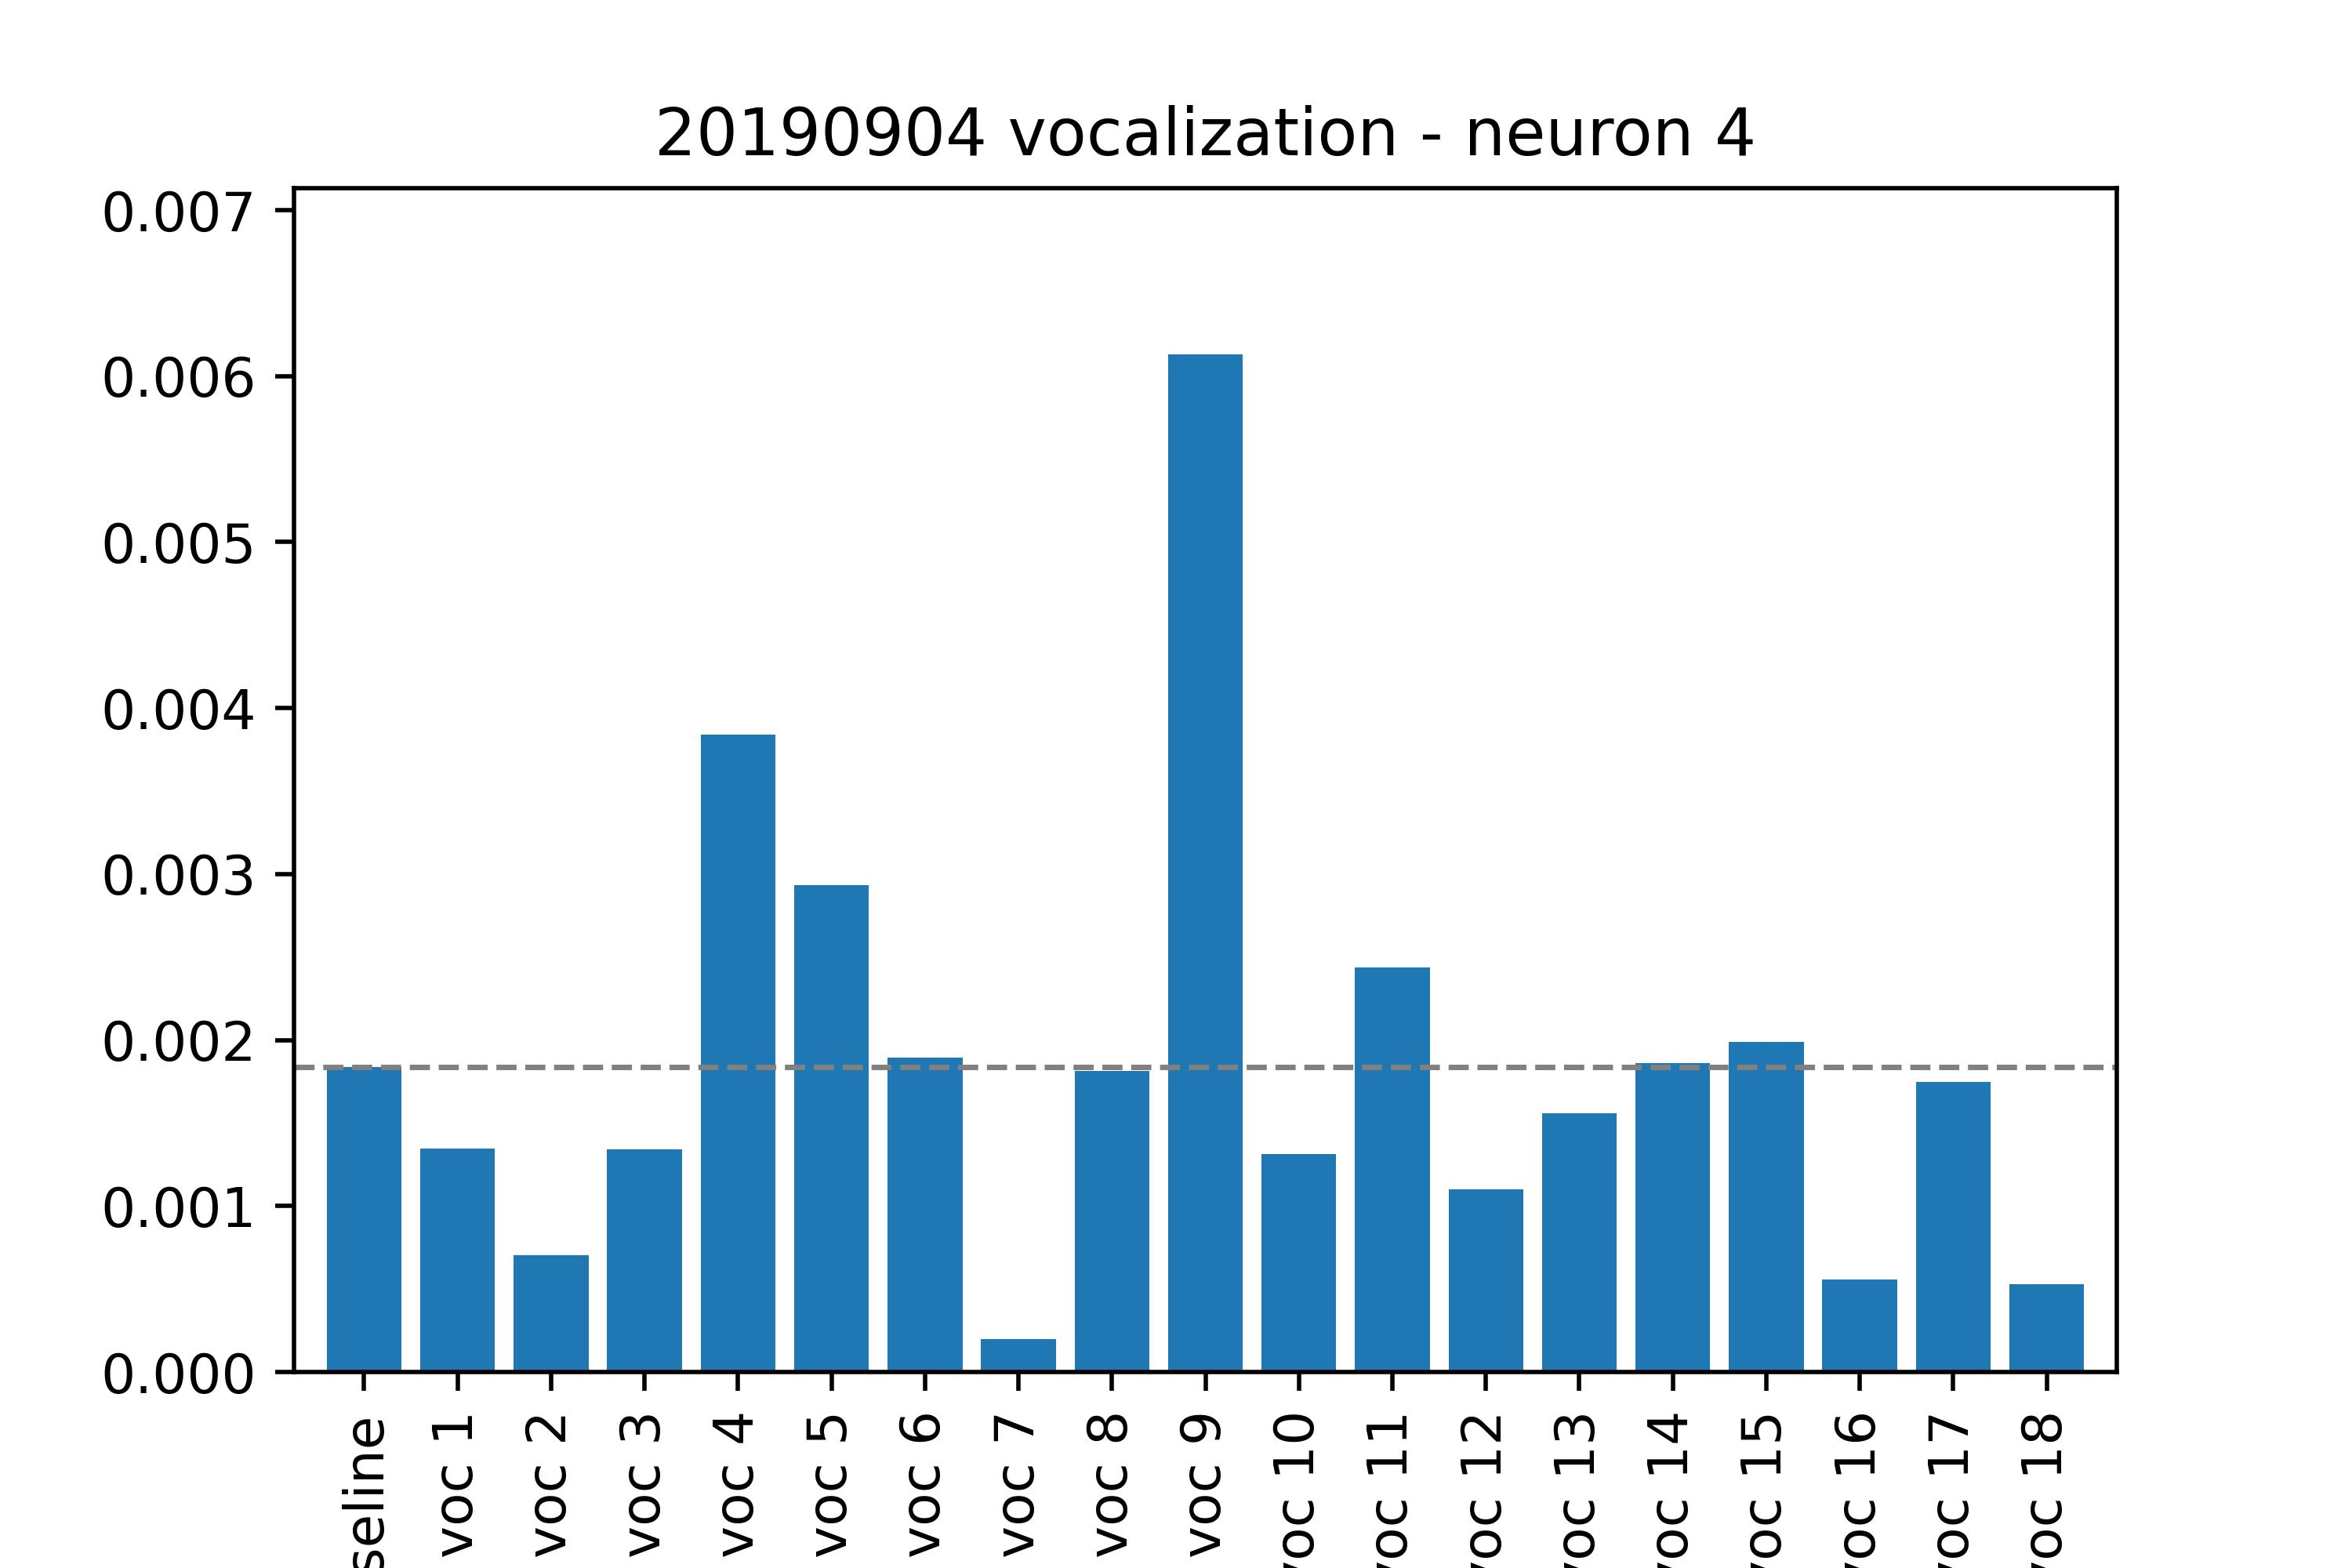 20190904 vocalization - neuron 4
0.007
0.006
0.005
0.004
0.003
0.002
0.001
0.000
seline
voc 1
voc 2
voc 3
voc 4
voc 5
voc 6
voc 7
voc 8
voc 9
voc 10
voc 11
voc 12
voc 13
voc 14
voc 15
voc 16
voc 17
voc 18